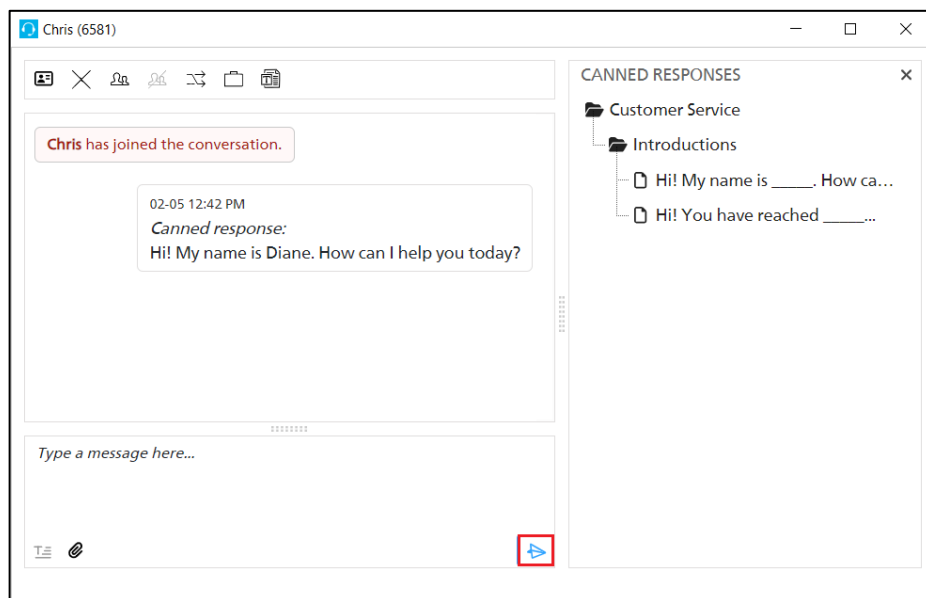 Chris (6581)
Chris has joined the conversation.
02-05 12:42 PM
Canned response:
Hi! My name is Diane. How can I help you today?
Type a message here...
CANNED RESPONSES
Customer Service
Introductions
Hi! My name is _____. How ca...
Hi! You have reached _____...